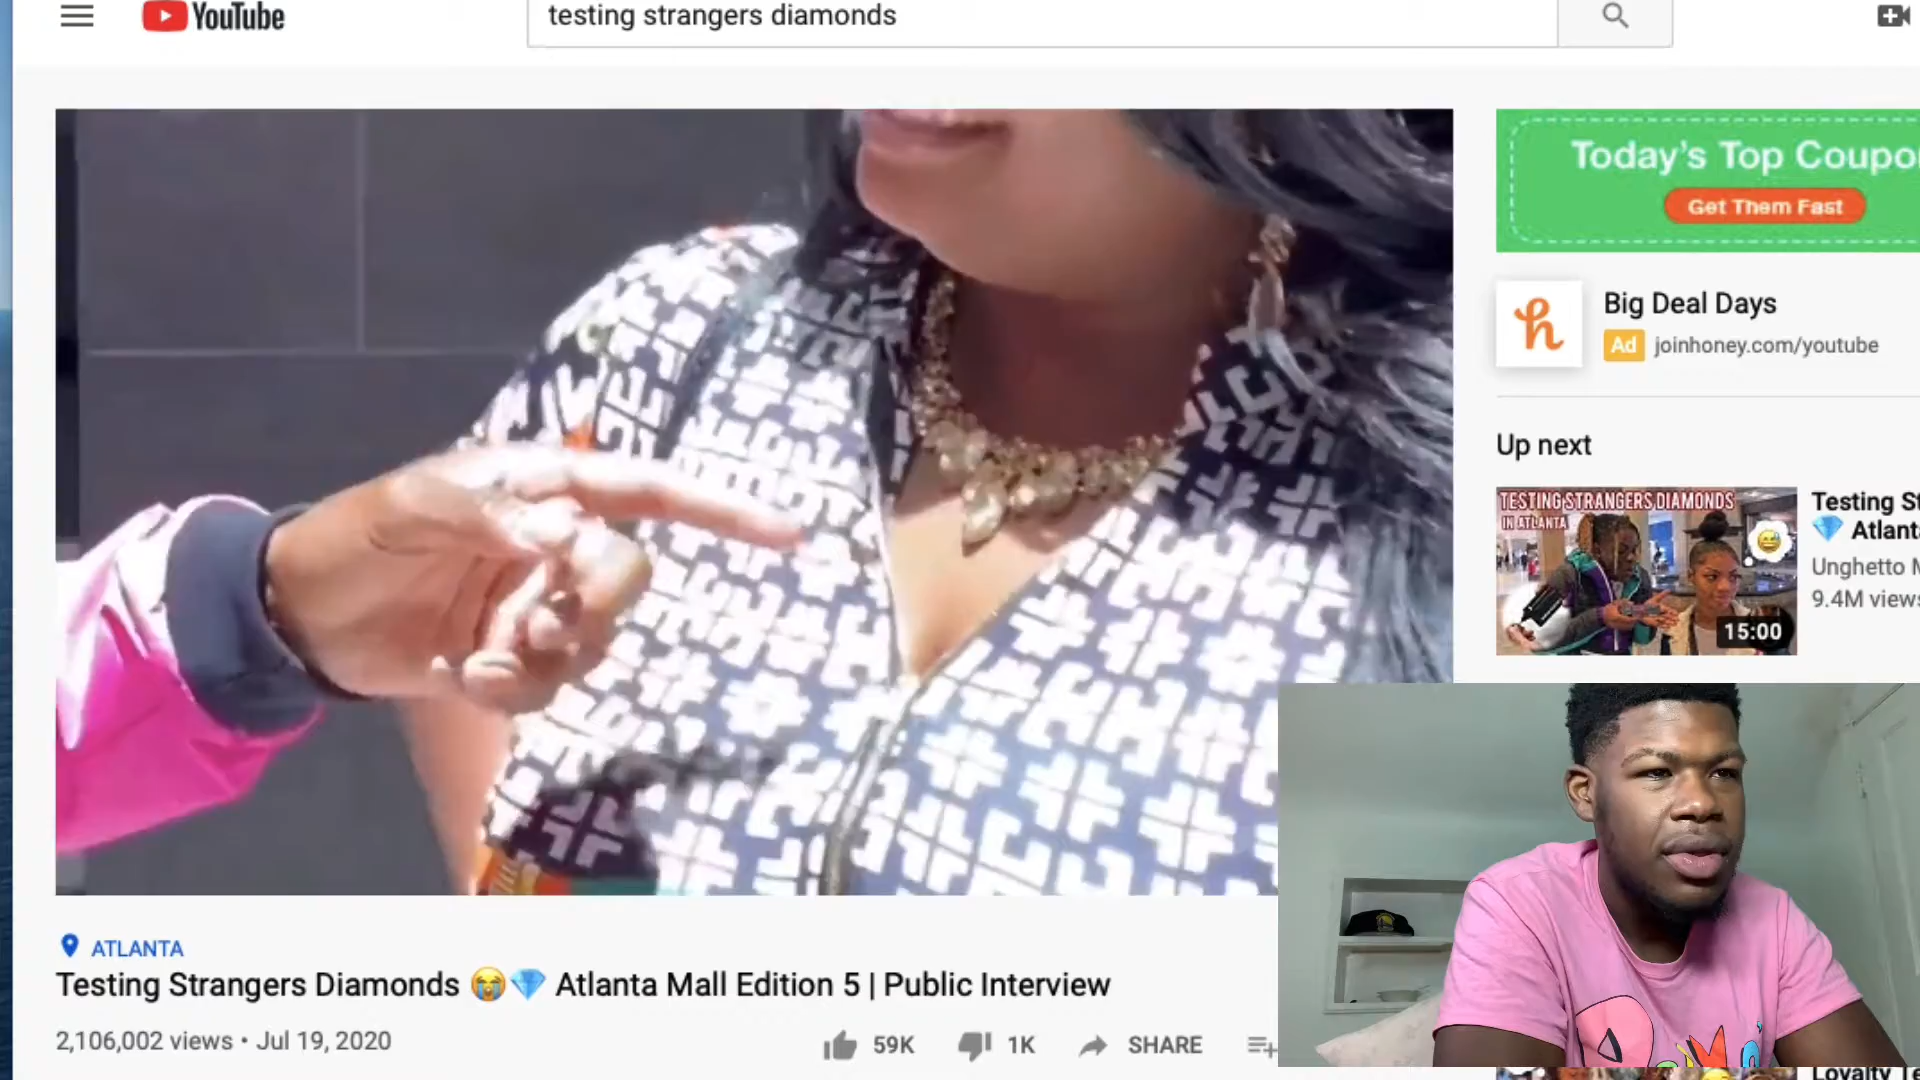 YouTube
testing strangers diamonds
Today's Top Coupo
Get Them Fast
Big Deal Days
Ad joinhoney.com/youtube
Up next
TESTING STRANGERS DIAMONDS
IN ATLANTA
15:00
Testing St
Atlant
Unghetto M
9.4M views
ATLANTA
Testing Strangers Diamonds 😭💎 Atlanta Mall Edition 5 | Public Interview
2,106,002 views • Jul 19, 2020
59K
1K
SHARE
Loyalty Te